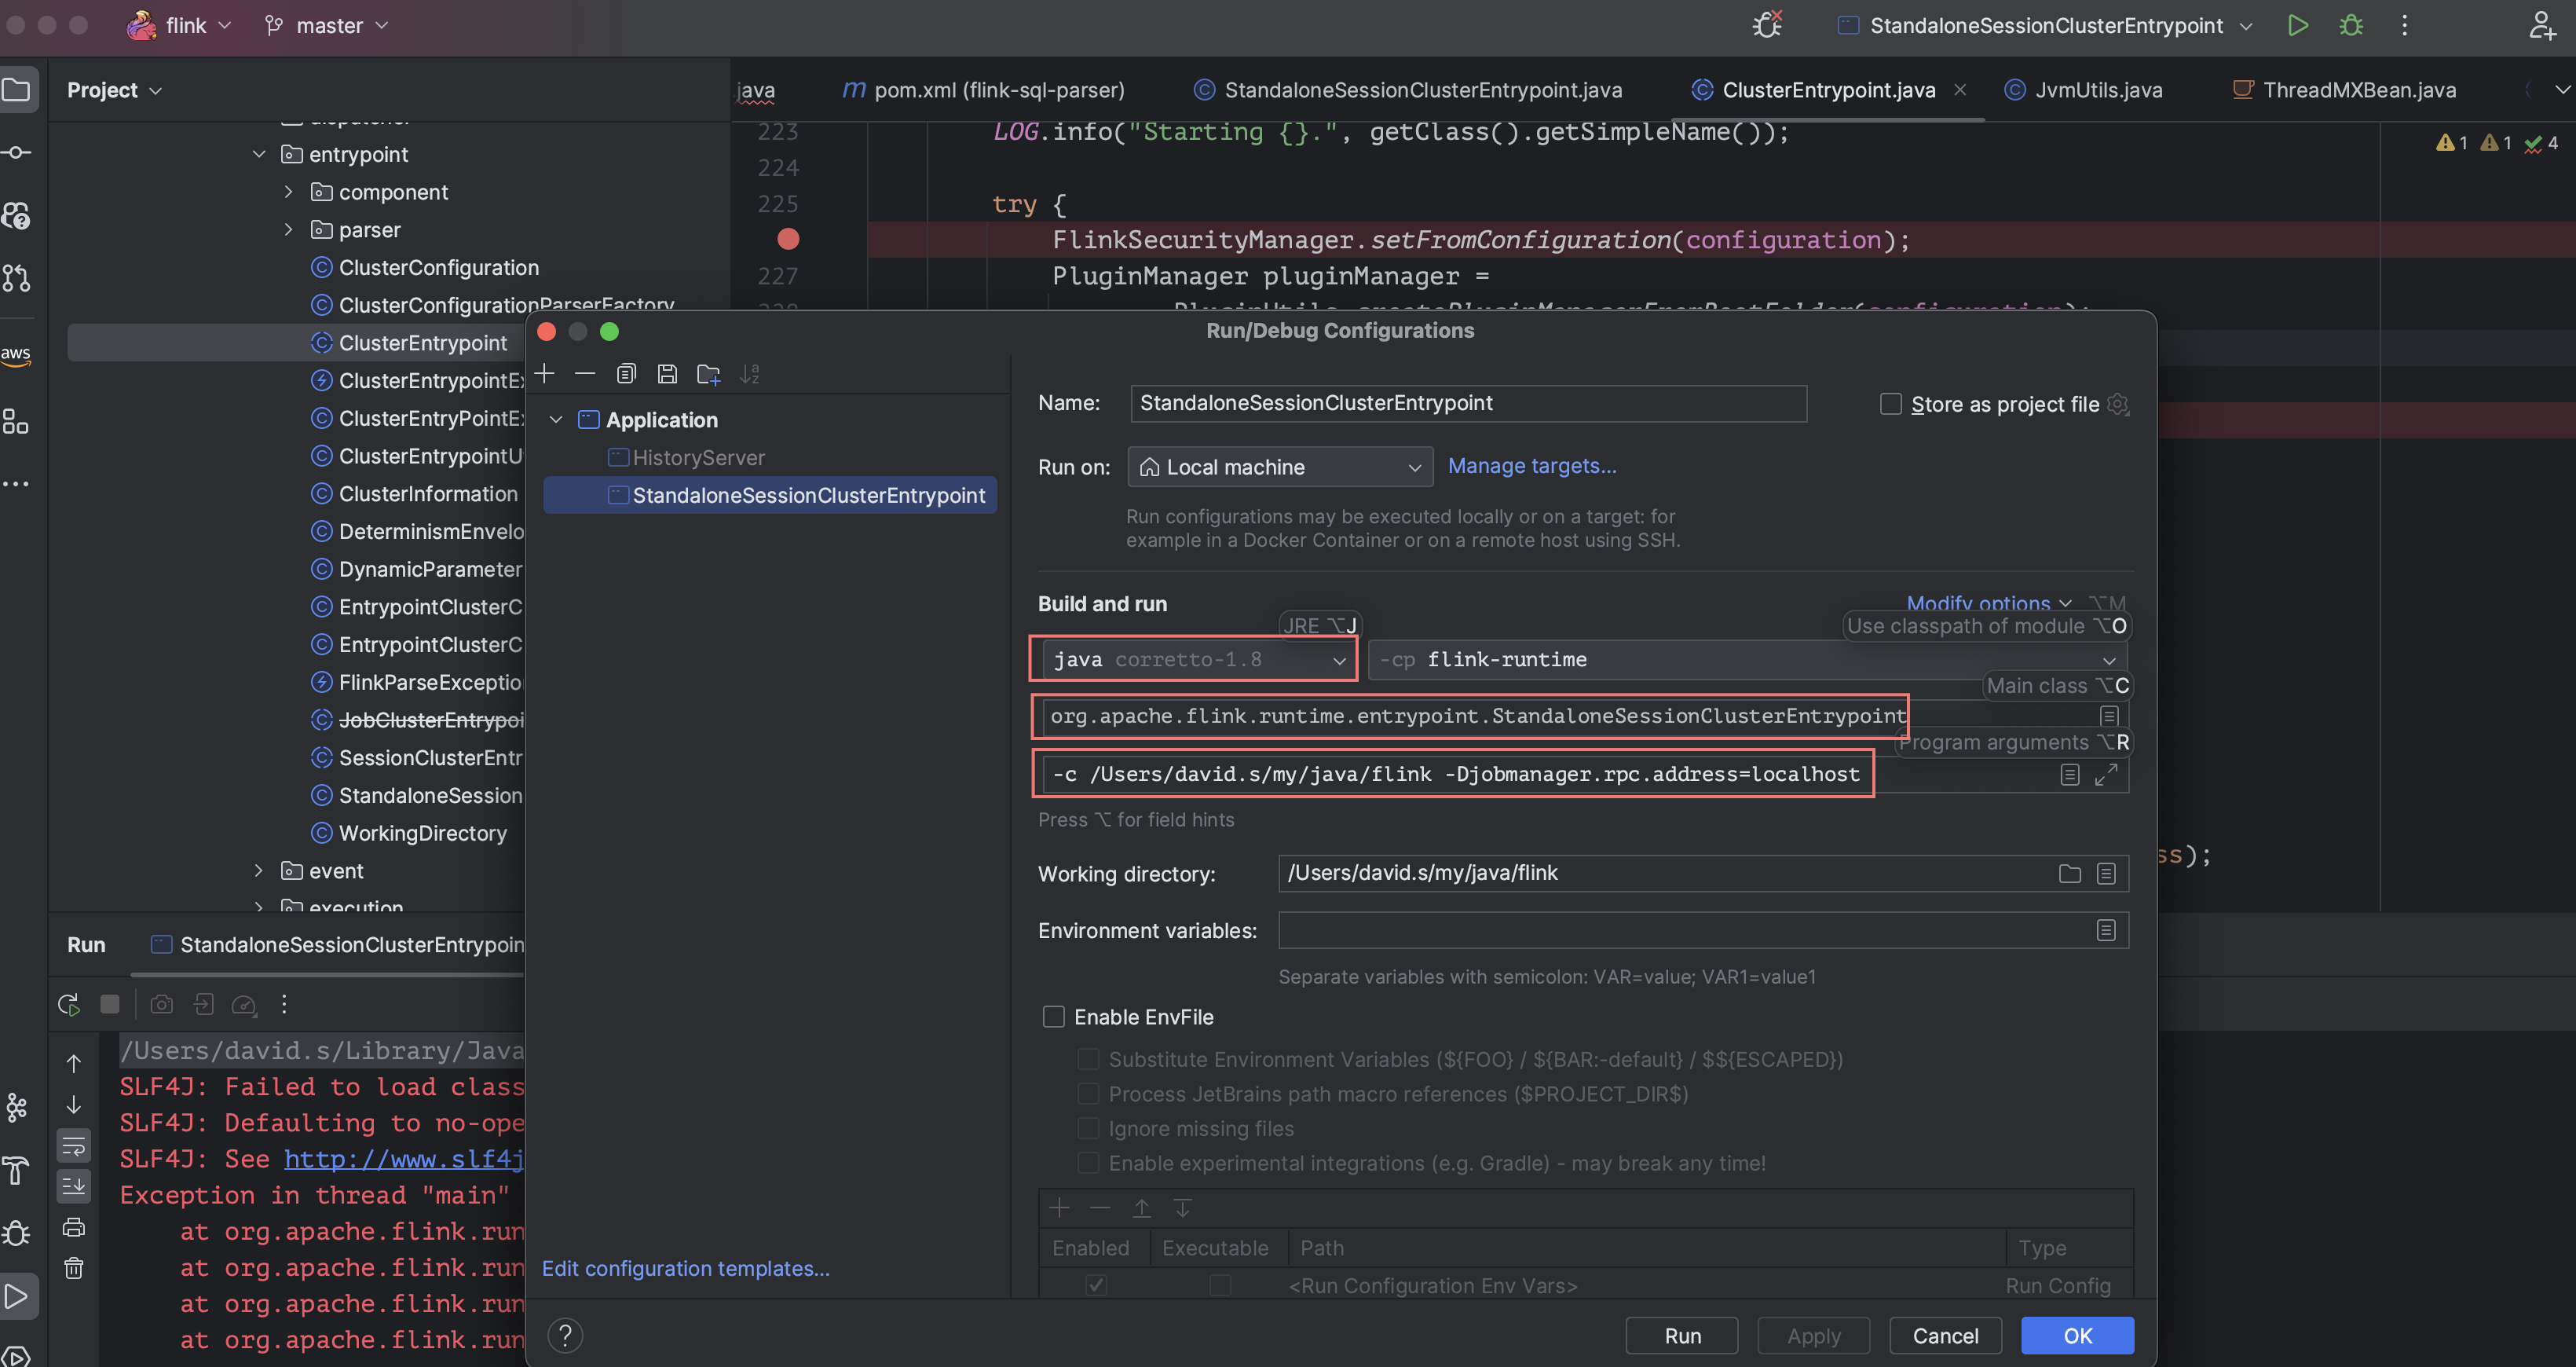 flink master StandaloneSessionClusterEntrypoint
Project
java pom.xml (flink-sql-parser) StandaloneSessionClusterEntrypoint.java ClusterEntrypoint.java JvmUtils.java ThreadMXBean.java
223 LOG.info("Starting {}.", getClass().getSimpleName());
1 1 4
224
225 try {
FlinkSecurityManager.setFromConfiguration(configuration);
227 PluginManager pluginManager =
entrypoint
component
parser
ClusterConfiguration
ClusterConfigurationParserFactory
ClusterEntrypoint
ClusterEntrypointEx
ClusterEntryPointEx
ClusterEntrypointU
ClusterInformation
DeterminismEnvelo
DynamicParameter
EntrypointClusterC
EntrypointClusterC
FlinkParseExceptio
JobClusterEntrypoi
SessionClusterEntr
StandaloneSession
WorkingDirectory
event
execution
aws
Run/Debug Configurations
Application
HistoryServer
StandaloneSessionClusterEntrypoint
Edit configuration templates...
Name: StandaloneSessionClusterEntrypoint
Store as project file
Run on: Local machine Manage targets...
Run configurations may be executed locally or on a target: for
example in a Docker Container or on a remote host using SSH.
Build and run Modify options ⌥M
JRE ⌥J Use classpath of module ⌥O
java corretto-1.8 -cp flink-runtime
Main class ⌥C
org.apache.flink.runtime.entrypoint.StandaloneSessionClusterEntrypoint
Program arguments ⌥R
-c /Users/david.s/my/java/flink -Djobmanager.rpc.address=localhost
Press ⌥ for field hints
Working directory: /Users/david.s/my/java/flink
Environment variables:
Separate variables with semicolon: VAR=value; VAR1=value1
Enable EnvFile
Substitute Environment Variables (${FOO} / ${BAR:-default} / $${ESCAPED})
Process JetBrains path macro references ($PROJECT_DIR$)
Ignore missing files
Enable experimental integrations (e.g. Gradle) - may break any time!
Enabled Executable Path Type
<Run Configuration Env Vars> Run Config
? Run Apply Cancel OK
ss);
Run StandaloneSessionClusterEntrypoin
/Users/david.s/Library/Java
SLF4J: Failed to load class
SLF4J: Defaulting to no-ope
SLF4J: See http://www.slf4j
Exception in thread "main"
at org.apache.flink.run
at org.apache.flink.run
at org.apache.flink.run
at org.apache.flink.run